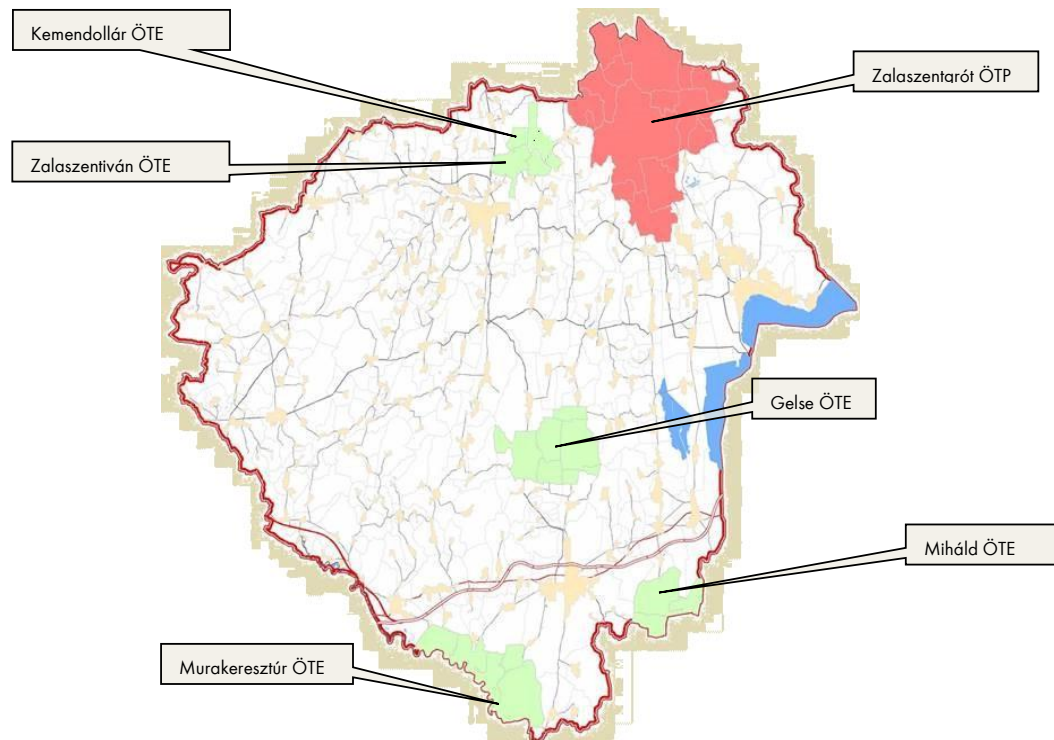 Kemendollár ÖTE
Zalaszentarót ÖTP
Zalaszentiván ÖTE
Gelse ÖTE
Miháld ÖTE
Murakeresztúr ÖTE